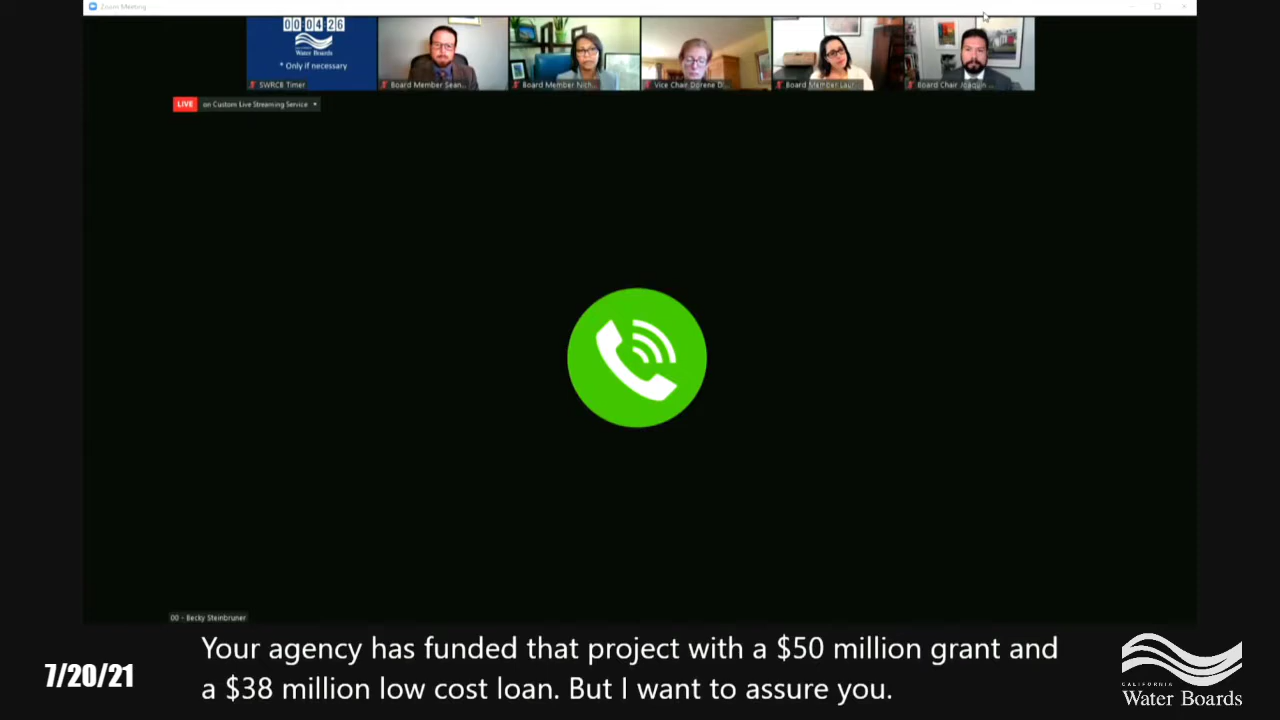 Zoom Meeting
00:04:26
Water Boards
* Only if necessary
SWRCB Timer
Board Member Sean...
Board Member Nich...
Vice Chair Dorene D...
Board Member Laur...
Board Chair Joaquin ...
LIVE on Custom Live Streaming Service
00 - Becky Steinbruner
Your agency has funded that project with a $50 million grant and
a $38 million low cost loan. But I want to assure you.
7/20/21
CALIFORNIA
Water Boards